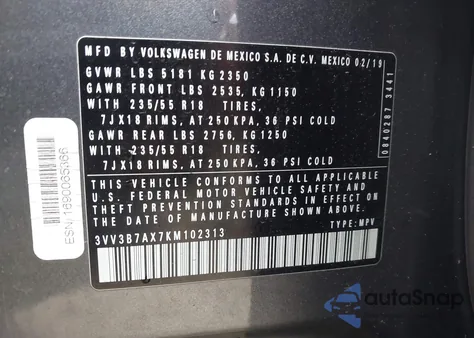 MFD BY VOLKSWAGEN DE MEXICO S.A. DE C.V. MEXICO 02/19
GVWR LBS 5181 KG 2350
GAWR FRONT LBS 2535, KG 1150
WITH 235/55 R18 TIRES,
7JX18 RIMS, AT 250 KPA, 36 PSI COLD
GAWR REAR LBS 2756, KG 1250
WITH 235/55 R18 TIRES,
7JX18 RIMS, AT 250 KPA, 36 PSI COLD
THIS VEHICLE CONFORMS TO ALL APPLICABLE
U.S. FEDERAL MOTOR VEHICLE SAFETY AND
THEFT PREVENTION STANDARDS IN EFFECT ON
THE DATE OF MANUFACTURE SHOWN ABOVE.
3VV3B7AX7KM102313 TYPE: MPV
0840287 3441
ESN: 1690065366
autoSnap